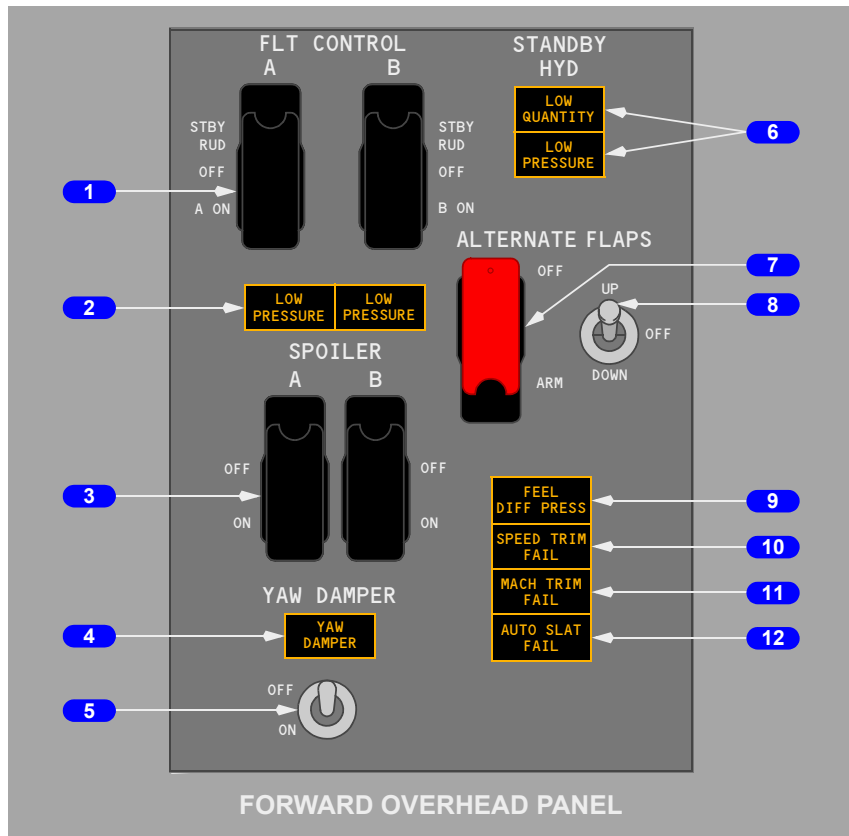 FLT CONTROL
A
B
STBY
RUD
OFF
A ON
STBY
RUD
OFF
B ON
STANDBY
HYD
LOW
QUANTITY
LOW
PRESSURE
6
1
ALTERNATE FLAPS
OFF
ARM
7
UP
OFF
DOWN
8
2
LOW
PRESSURE
LOW
PRESSURE
SPOILER
A
B
OFF
ON
OFF
ON
3
FEEL
DIFF PRESS
9
SPEED TRIM
FAIL
10
MACH TRIM
FAIL
11
AUTO SLAT
FAIL
12
YAW DAMPER
YAW
DAMPER
4
OFF
ON
5
FORWARD OVERHEAD PANEL